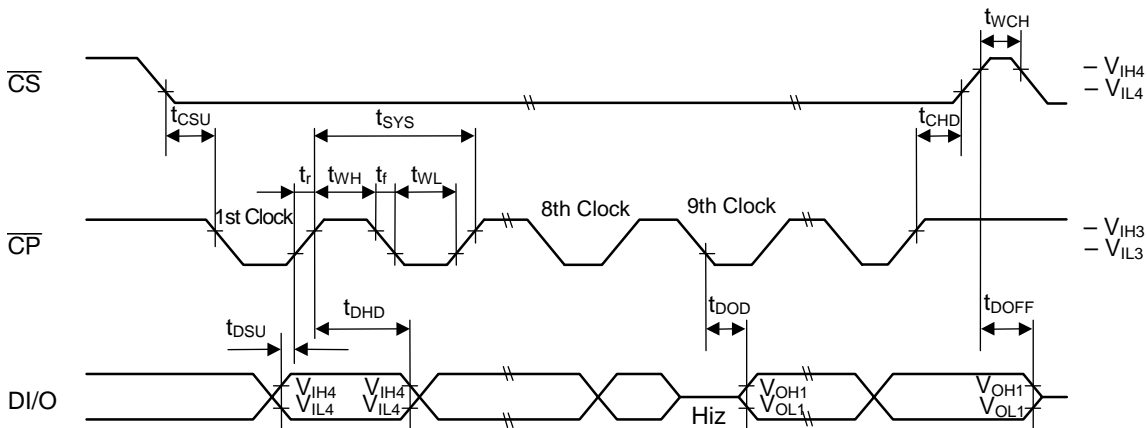 tWCH
CS
– VIH4
– VIL4
tCSU
tSYS
tCHD
tr
tWH
tf
tWL
1st Clock
8th Clock
9th Clock
CP
– VIH3
– VIL3
tDSU
tDHD
tDOD
tDOFF
DI/O
VIH4
VIL4
VIH4
VIL4
Hiz
VOH1
VOL1
VOH1
VOL1